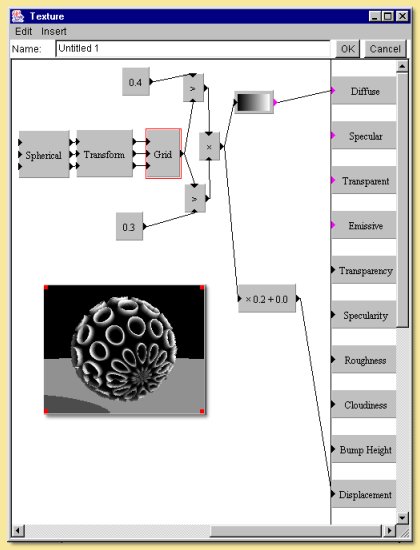 Texture
Edit Insert
Name: Untitled 1 OK Cancel
0.4
>
Diffuse
Specular
Spherical Transform Grid ×
Transparent
>
0.3
Emissive
Transparency
× 0.2 + 0.0
Specularity
Roughness
Cloudiness
Bump Height
Displacement